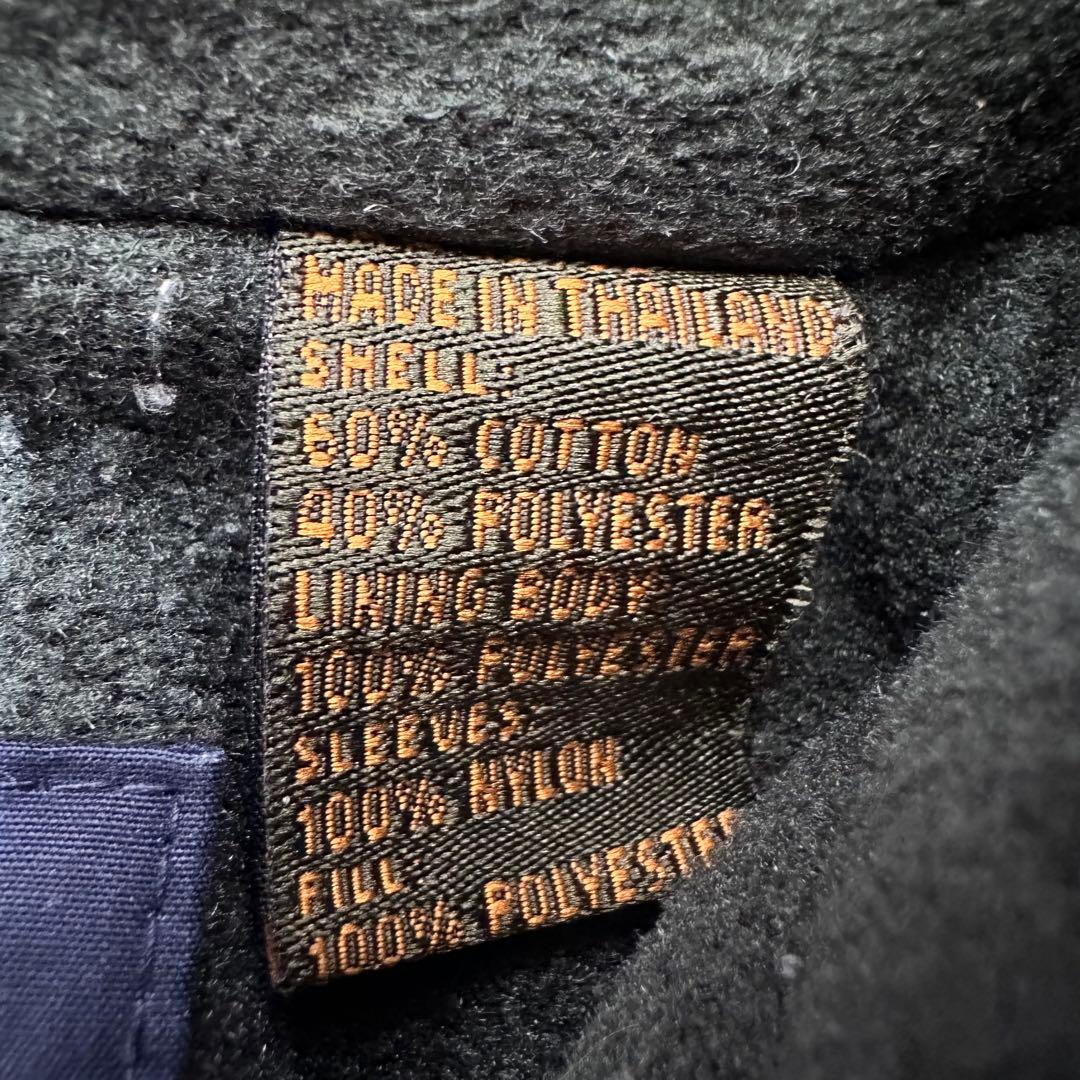 MADE IN THAILAND
SHELL:
60% COTTON
40% POLYESTER
LINING BODY
100% POLYESTER
SLEEVES:
100% NYLON
FILL:
100% POLYESTER